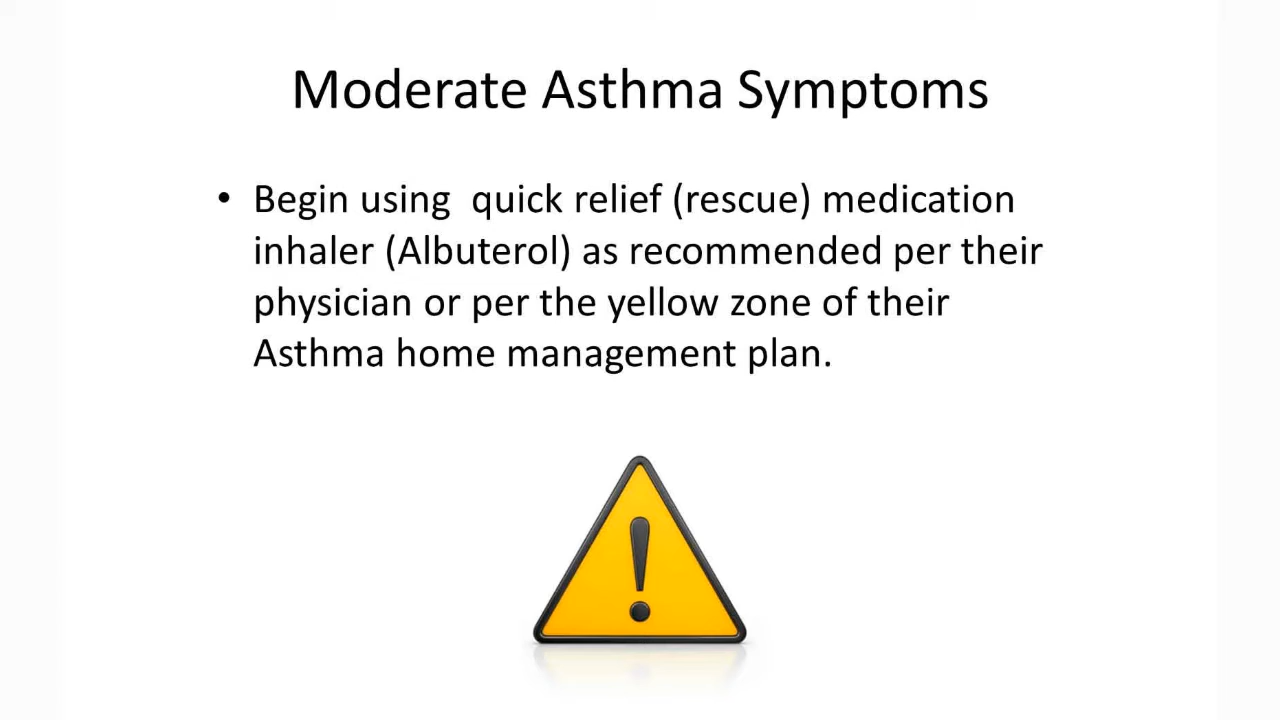 Moderate Asthma Symptoms
• Begin using  quick relief (rescue) medication
inhaler (Albuterol) as recommended per their
physician or per the yellow zone of their
Asthma home management plan.
!